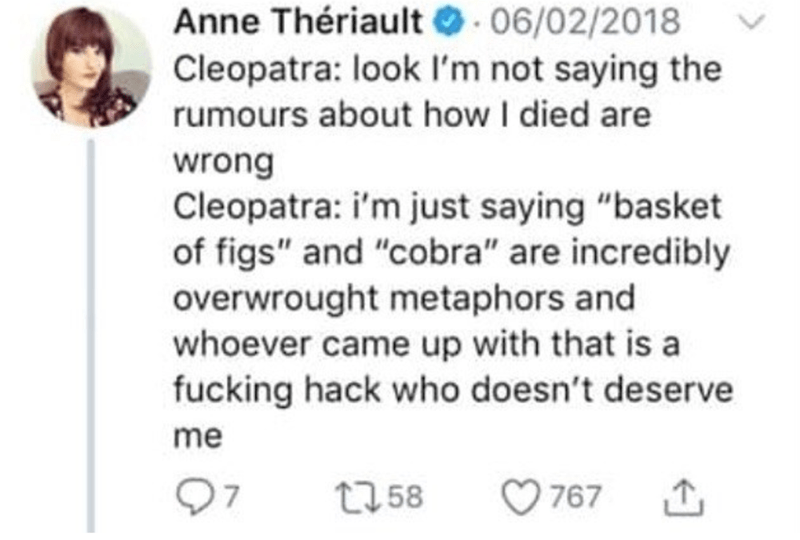 Anne Thériault · 06/02/2018
Cleopatra: look I'm not saying the
rumours about how I died are
wrong
Cleopatra: i'm just saying "basket
of figs" and "cobra" are incredibly
overwrought metaphors and
whoever came up with that is a
fucking hack who doesn't deserve
me
7 58 767